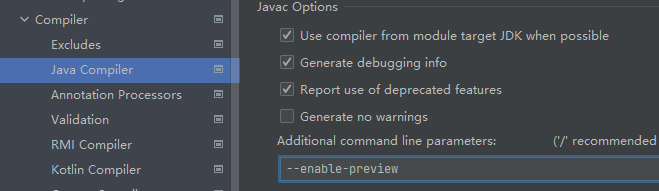 Compiler
Excludes
Java Compiler
Annotation Processors
Validation
RMI Compiler
Kotlin Compiler
Javac Options
Use compiler from module target JDK when possible
Generate debugging info
Report use of deprecated features
Generate no warnings
Additional command line parameters: ('/' recommended
--enable-preview